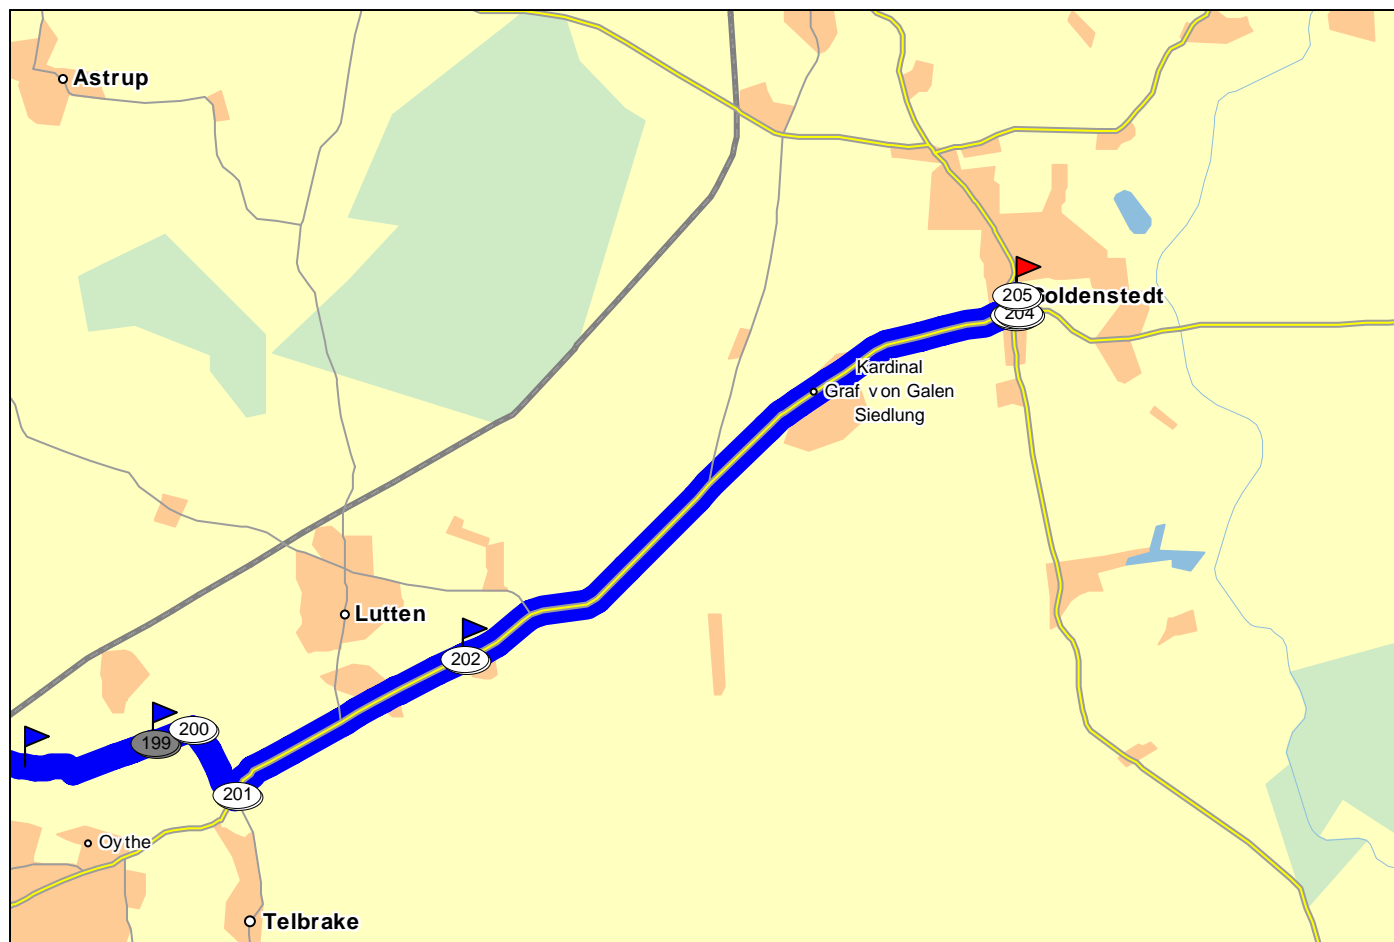 Astrup
205
Goldenstedt
204
Kardinal
Graf von Galen
Siedlung
Lutten
202
200
199
201
Oythe
Telbrake